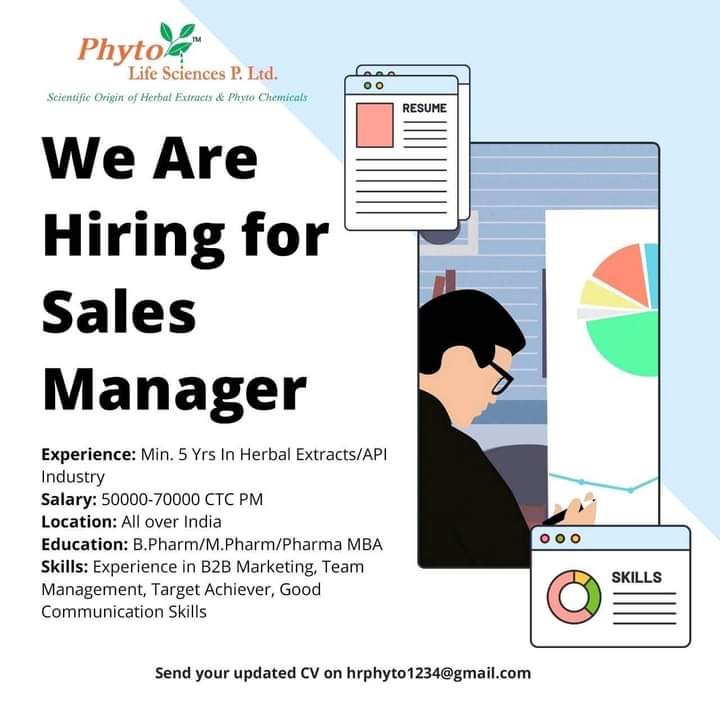 Phyto TM
Life Sciences P. Ltd.
Scientific Origin of Herbal Extracts & Phyto Chemicals
RESUME
We Are
Hiring for
Sales
Manager
Experience: Min. 5 Yrs In Herbal Extracts/API
Industry
Salary: 50000-70000 CTC PM
Location: All over India
Education: B.Pharm/M.Pharm/Pharma MBA
Skills: Experience in B2B Marketing, Team
Management, Target Achiever, Good
Communication Skills
SKILLS
Send your updated CV on hrphyto1234@gmail.com